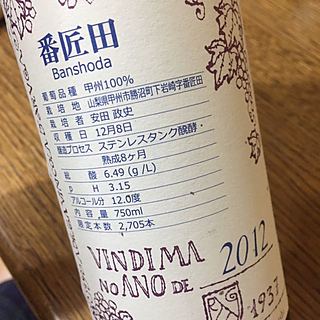 番匠田
Banshoda
葡萄品種 甲州100%
栽培地 山梨県甲州市勝沼町下岩崎字番匠田
栽培者 安田 政史
収穫日 12月8日
醸造プロセス ステンレスタンク醗酵
熟成8ヶ月
総酸 6.49 (g/L)
pH 3.15
アルコール分 12.0度
内容量 750ml
限定本数 2,705本
VINDIMA
NO ANO DE 2012
1937